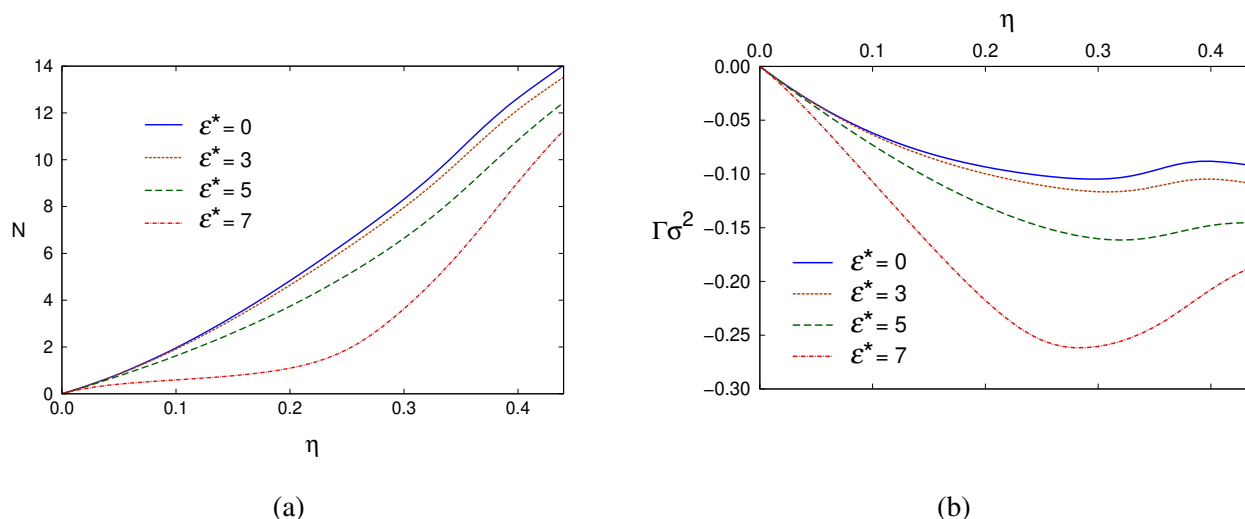 14
12
10
8
6
4
2
0
N
ε* = 0
ε* = 3
ε* = 5
ε* = 7
0.0 0.1 0.2 0.3 0.4
η
(a)
η
0.0 0.1 0.2 0.3 0.4
0.00
−0.05
−0.10
−0.15
−0.20
−0.25
−0.30
Γσ²
ε* = 0
ε* = 3
ε* = 5
ε* = 7
(b)